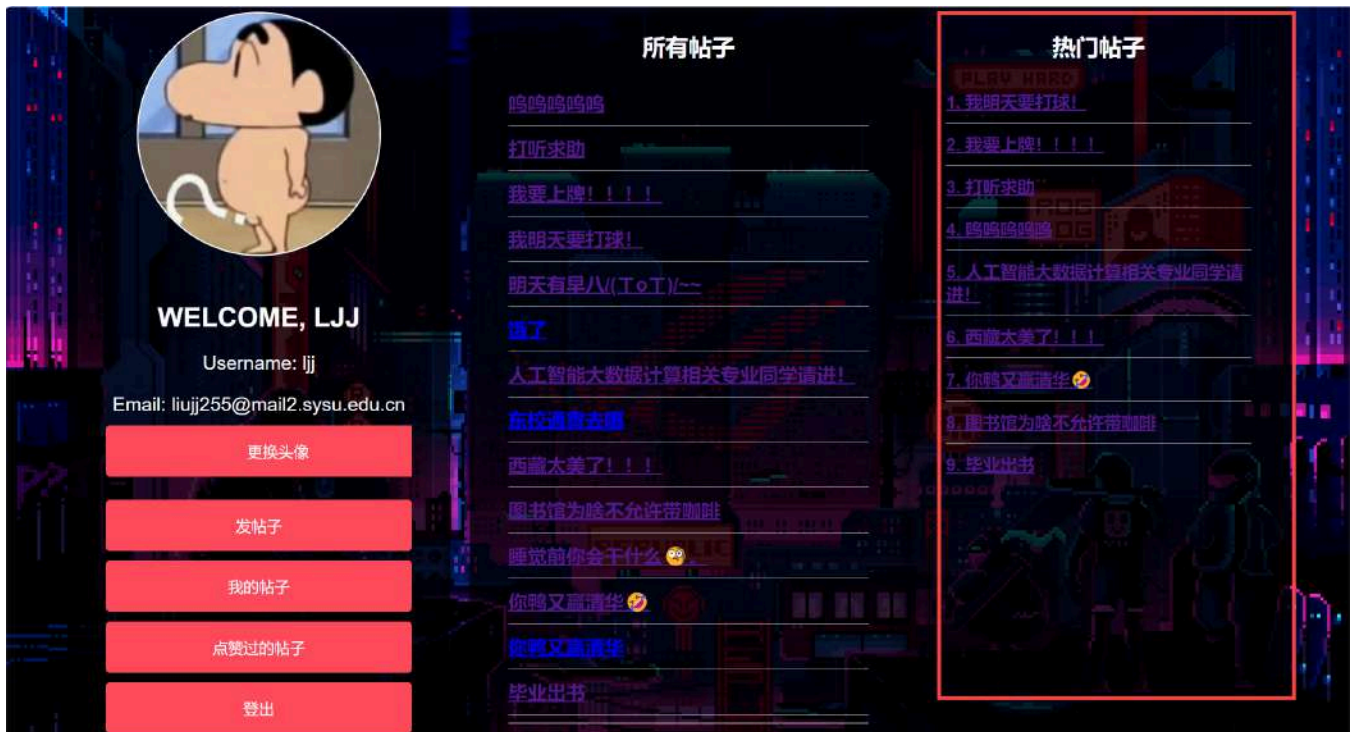 WELCOME, LJJ
Username: ljj
Email: liujj255@mail2.sysu.edu.cn
更换头像
发帖子
我的帖子
点赞过的帖子
登出
所有帖子
呜呜呜呜呜
打听求助
我要上牌！！！！
我明天要打球！
明天有早八/(ㄒoㄒ)/~~
饿了
人工智能大数据计算相关专业同学请进！
东校通宵去哪
西藏太美了！！！
图书馆为啥不允许带咖啡
睡觉前你会干什么🙄。
你鸭又赢清华🤣
你鸭又赢清华
毕业出书
热门帖子
PLAY HARD
1. 我明天要打球！
2. 我要上牌！！！！
3. 打听求助
4. 呜呜呜呜呜
5. 人工智能大数据计算相关专业同学请
进！
6. 西藏太美了！！！
7. 你鸭又赢清华🤣
8. 图书馆为啥不允许带咖啡
9. 毕业出书